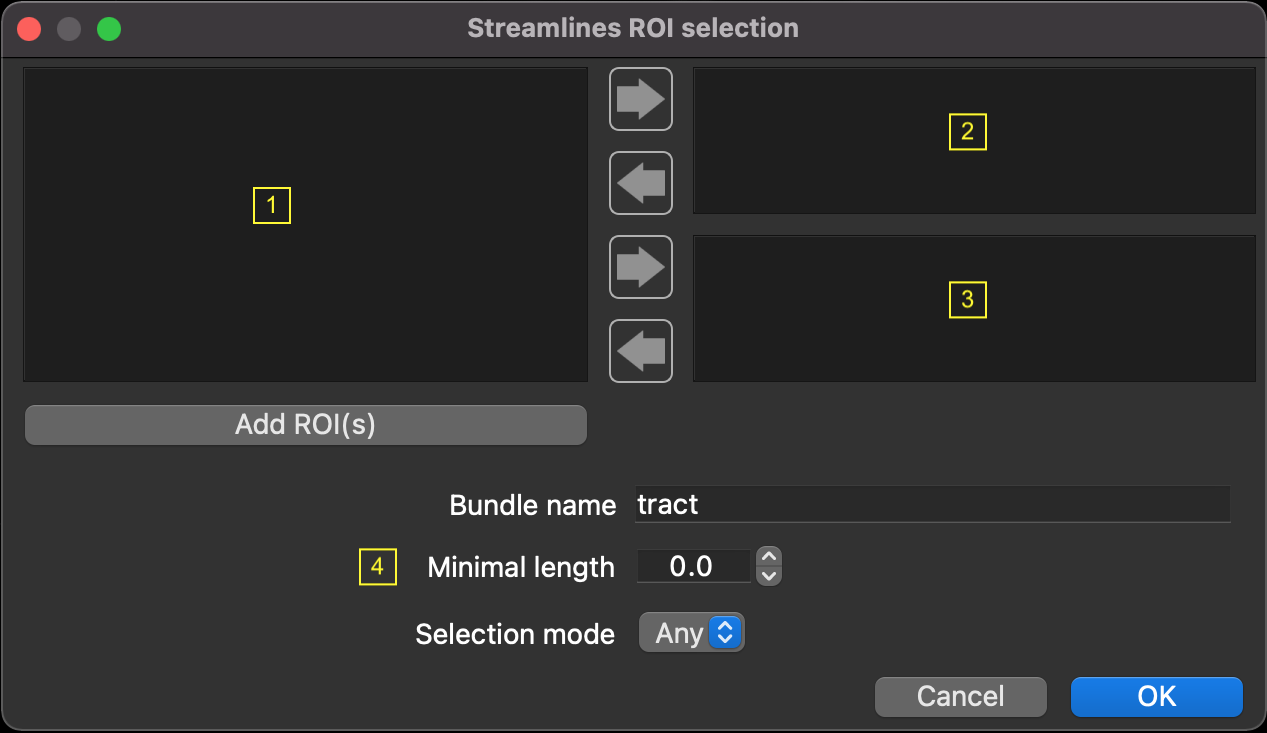 Streamlines ROI selection
1
2
3
Add ROI(s)
Bundle name tract
4 Minimal length 0.0
Selection mode Any
Cancel OK